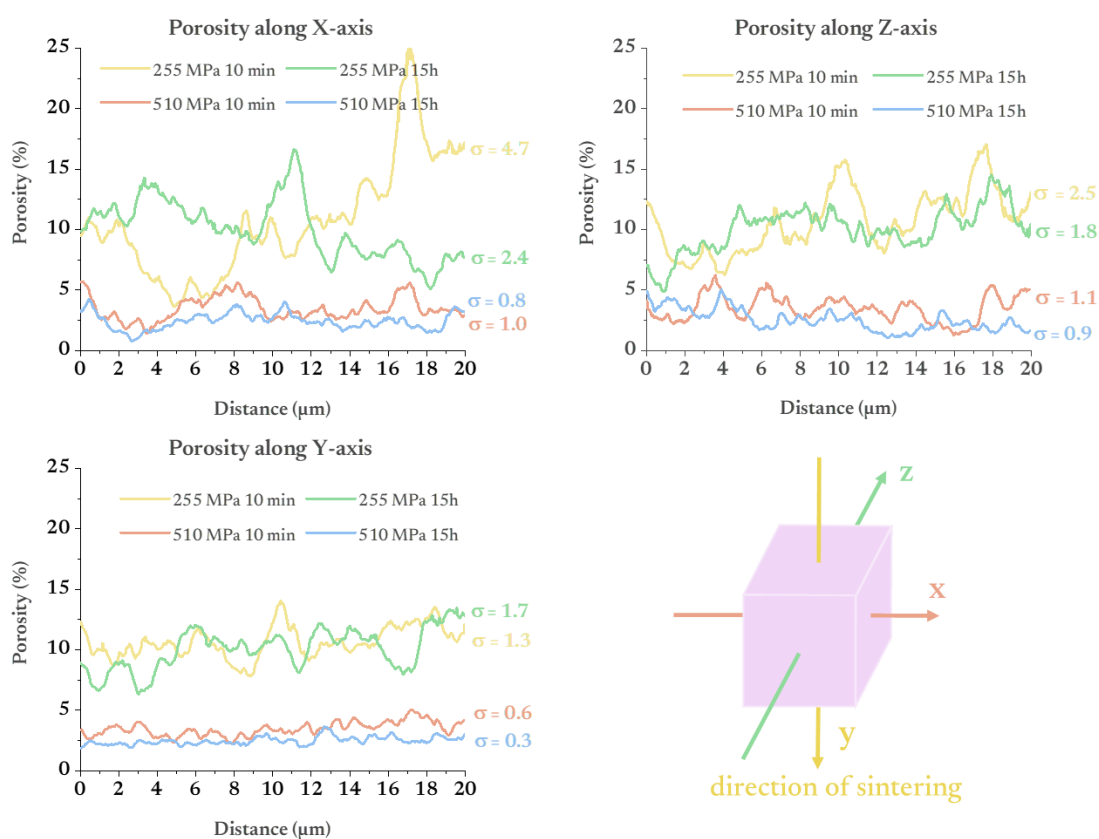 Porosity along X-axis
25
255 MPa 10 min
255 MPa 15h
510 MPa 10 min
510 MPa 15h
20
15
10
5
0
Porosity (%)
σ = 4.7
σ = 2.4
σ = 0.8
σ = 1.0
0 2 4 6 8 10 12 14 16 18 20
Distance (μm)
Porosity along Z-axis
25
255 MPa 10 min
255 MPa 15h
510 MPa 10 min
510 MPa 15h
20
15
10
5
0
Porosity (%)
σ = 2.5
σ = 1.8
σ = 1.1
σ = 0.9
0 2 4 6 8 10 12 14 16 18 20
Distance (μm)
Porosity along Y-axis
25
255 MPa 10 min
255 MPa 15h
510 MPa 10 min
510 MPa 15h
20
15
10
5
0
Porosity (%)
σ = 1.7
σ = 1.3
σ = 0.6
σ = 0.3
0 2 4 6 8 10 12 14 16 18 20
Distance (μm)
z
x
y
direction of sintering